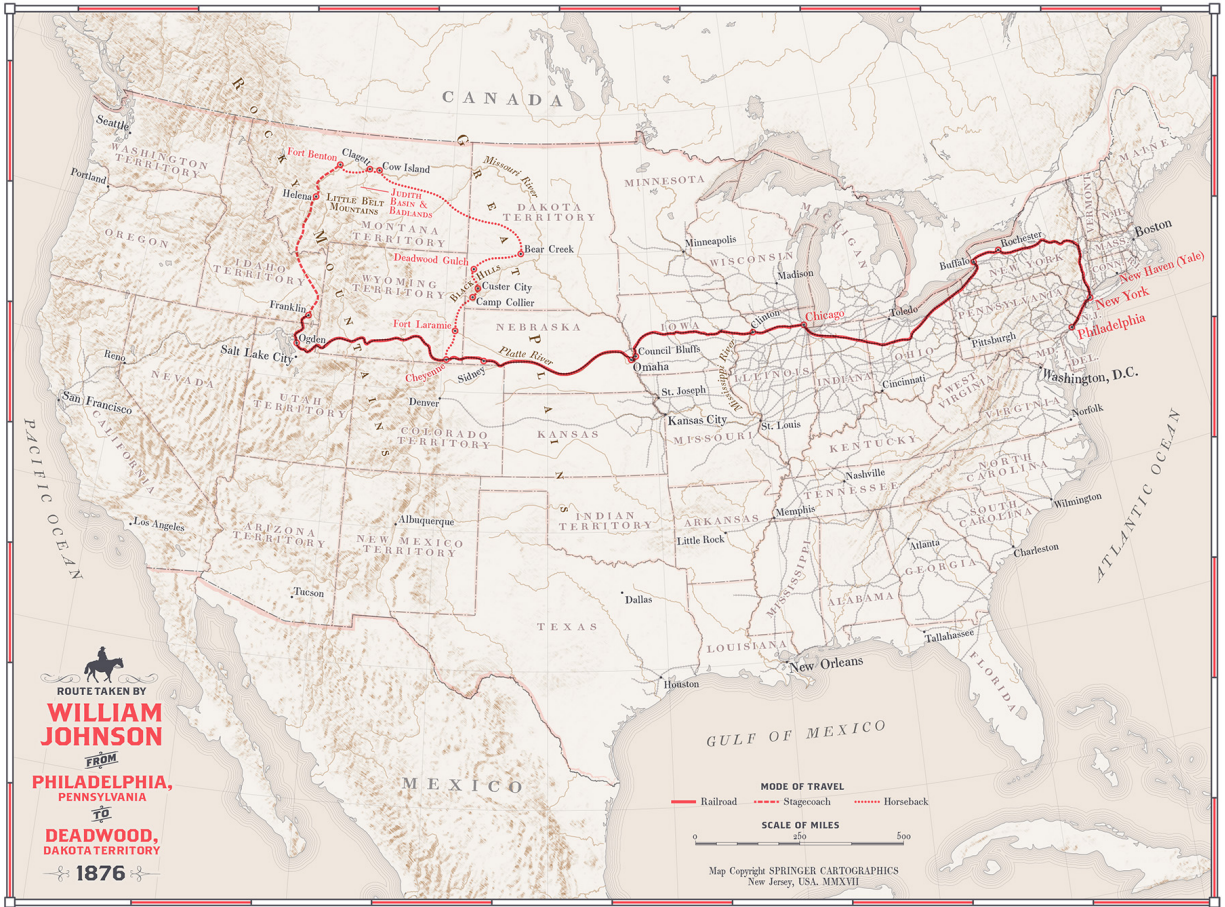 CANADA
ROCKY MOUNTAINS
GREAT PLAINS
Seattle
WASHINGTON
TERRITORY
Portland
OREGON
IDAHO
TERRITORY
Fort Benton
Clagett
Cow Island
Helena
LITTLE BELT
MOUNTAINS
JUDITH
BASIN &
BADLANDS
MONTANA
TERRITORY
Missouri River
DAKOTA
TERRITORY
Bear Creek
Deadwood Gulch
BLACK HILLS
Custer City
Camp Collier
WYOMING
TERRITORY
Fort Laramie
Franklin
Ogden
Salt Lake City
Cheyenne
Sidney
Platte River
NEBRASKA
MINNESOTA
Minneapolis
WISCONSIN
Madison
MICHIGAN
IOWA
Clinton
Chicago
Council Bluffs
Omaha
Toledo
Buffalo
Rochester
NEW YORK
VERMONT
N.H.
MAINE
MASS.
Boston
CONN.
New Haven (Yale)
New York
N.J.
Philadelphia
PENNSYLVANIA
Pittsburgh
OHIO
MD.
DEL.
Washington, D.C.
WEST
VIRGINIA
VIRGINIA
Norfolk
Cincinnati
INDIANA
ILLINOIS
Mississippi River
St. Joseph
Kansas City
St. Louis
MISSOURI
KENTUCKY
Reno
NEVADA
San Francisco
CALIFORNIA
UTAH
TERRITORY
Denver
COLORADO
TERRITORY
KANSAS
Los Angeles
ARIZONA
TERRITORY
Tucson
Albuquerque
NEW MEXICO
TERRITORY
INDIAN
TERRITORY
ARKANSAS
Little Rock
Memphis
Nashville
TENNESSEE
NORTH
CAROLINA
Wilmington
SOUTH
CAROLINA
Charleston
Atlanta
GEORGIA
ALABAMA
MISSISSIPPI
LOUISIANA
New Orleans
Tallahassee
FLORIDA
Dallas
TEXAS
Houston
MEXICO
PACIFIC OCEAN
ATLANTIC OCEAN
GULF OF MEXICO
ROUTE TAKEN BY
WILLIAM
JOHNSON
FROM
PHILADELPHIA,
PENNSYLVANIA
TO
DEADWOOD,
DAKOTA TERRITORY
1876
MODE OF TRAVEL
Railroad Stagecoach Horseback
SCALE OF MILES
0 250 500
Map Copyright SPRINGER CARTOGRAPHICS
New Jersey, USA. MMXVII